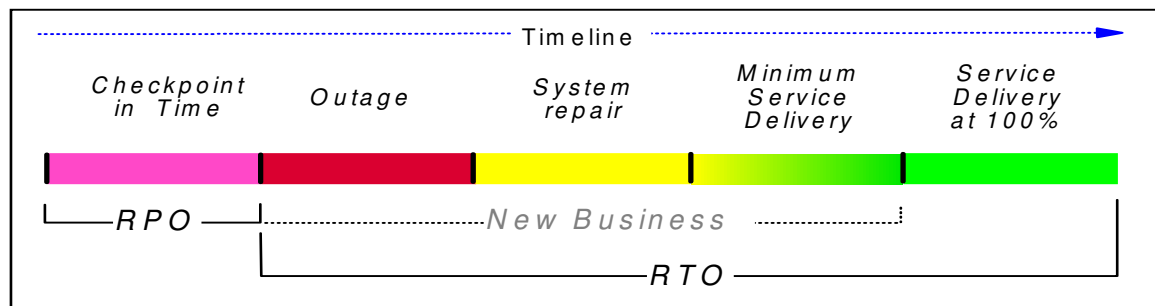 Timeline
Checkpoint
in Time
Outage
System
repair
Minimum
Service
Delivery
Service
Delivery
at 100%
RPO
New Business
RTO